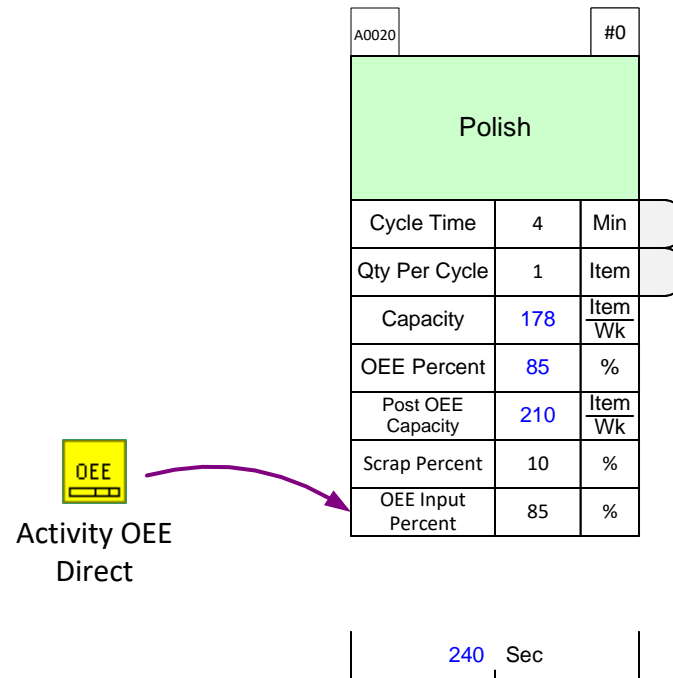 A0020 #0
Polish
Cycle Time 4 Min
Qty Per Cycle 1 Item
Capacity 178 Item
Wk
OEE Percent 85 %
Post OEE
Capacity 210 Item
Wk
Scrap Percent 10 %
OEE Input
Percent 85 %
OEE
Activity OEE
Direct
240 Sec